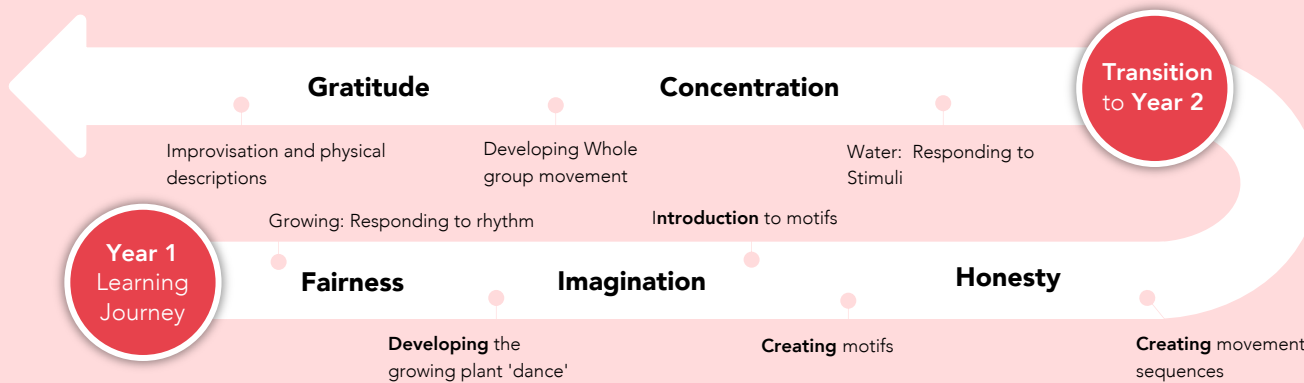 Gratitude
Concentration
Transition
to Year 2
Improvisation and physical
descriptions
Developing Whole
group movement
Water: Responding to
Stimuli
Growing: Responding to rhythm
Introduction to motifs
Year 1
Learning
Journey
Fairness
Imagination
Honesty
Developing the
growing plant 'dance'
Creating motifs
Creating movement
sequences